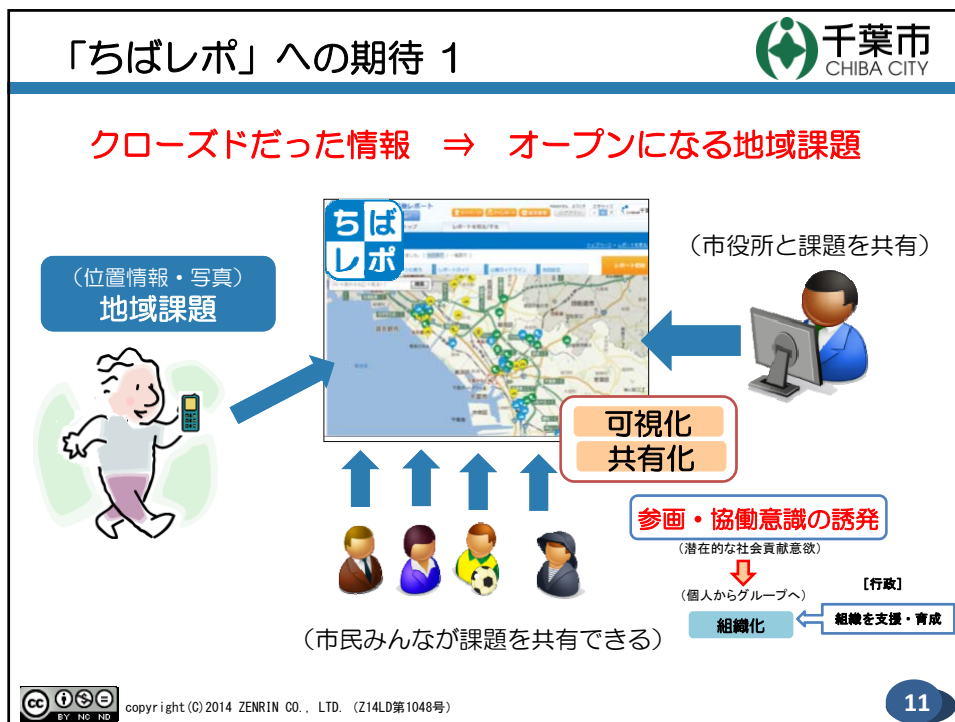 「ちばレポ」への期待 1
千葉市
CHIBA CITY
クローズドだった情報 ⇒ オープンになる地域課題
ちば
レポ
（位置情報・写真）
地域課題
（市役所と課題を共有）
可視化
共有化
参画・協働意識の誘発
（潜在的な社会貢献意欲）
（個人からグループへ）
［行政］
組織化
組織を支援・育成
（市民みんなが課題を共有できる）
cc
BY NC ND
copyright(C)2014 ZENRIN CO., LTD. (Z14LD第1048号)
11